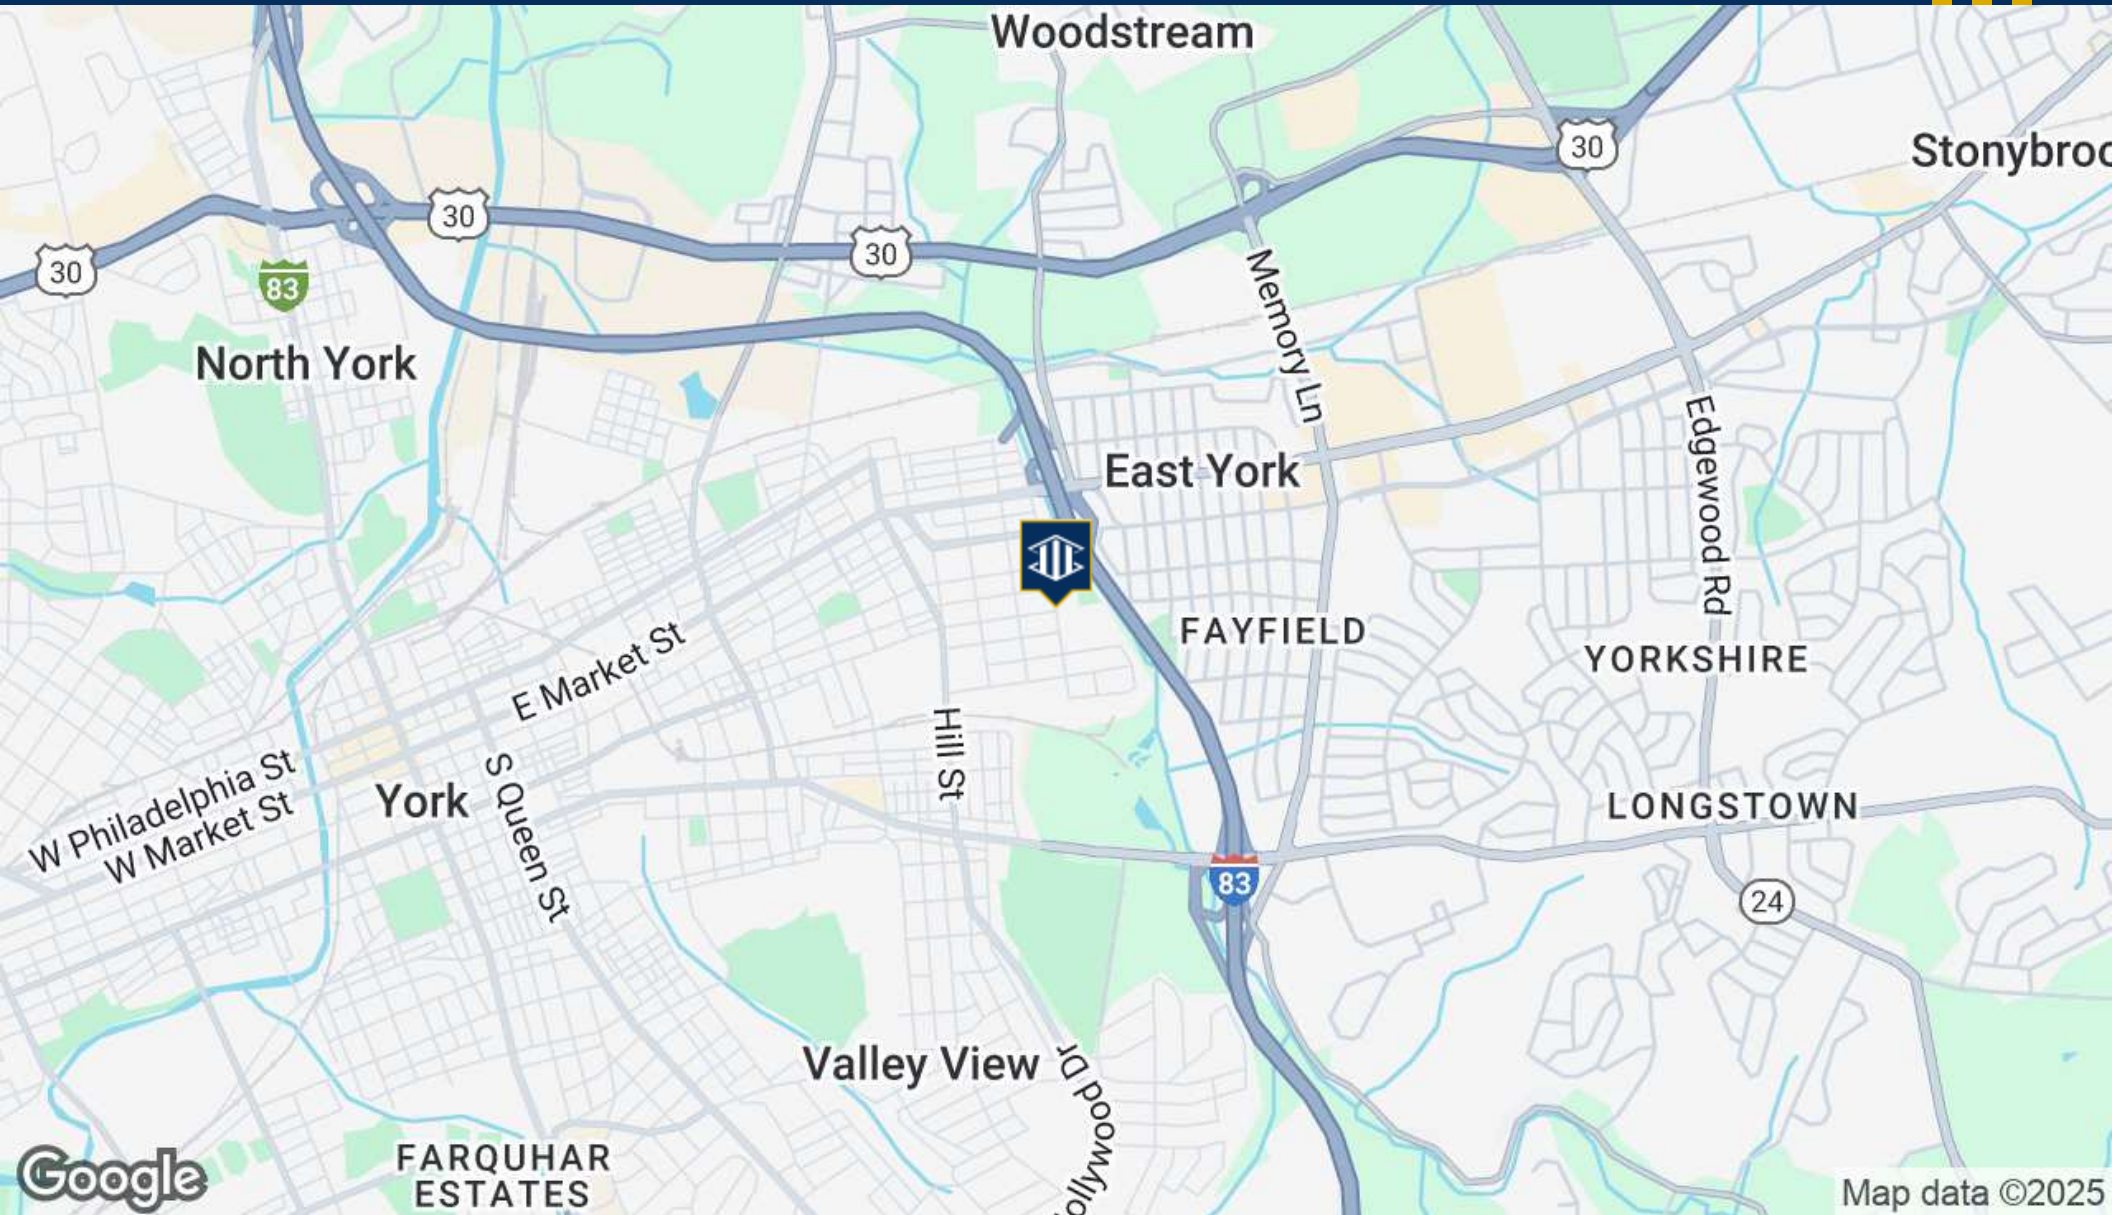 Woodstream
30
Stonybroo
30
30
30
83
Memory Ln
North York
Edgewood Rd
East York
FAYFIELD
E Market St
YORKSHIRE
Hill St
W Philadelphia St
W Market St
S Queen St
York
LONGSTOWN
83
24
Valley View
ollywood Dr
FARQUHAR
ESTATES
Google
Map data ©2025